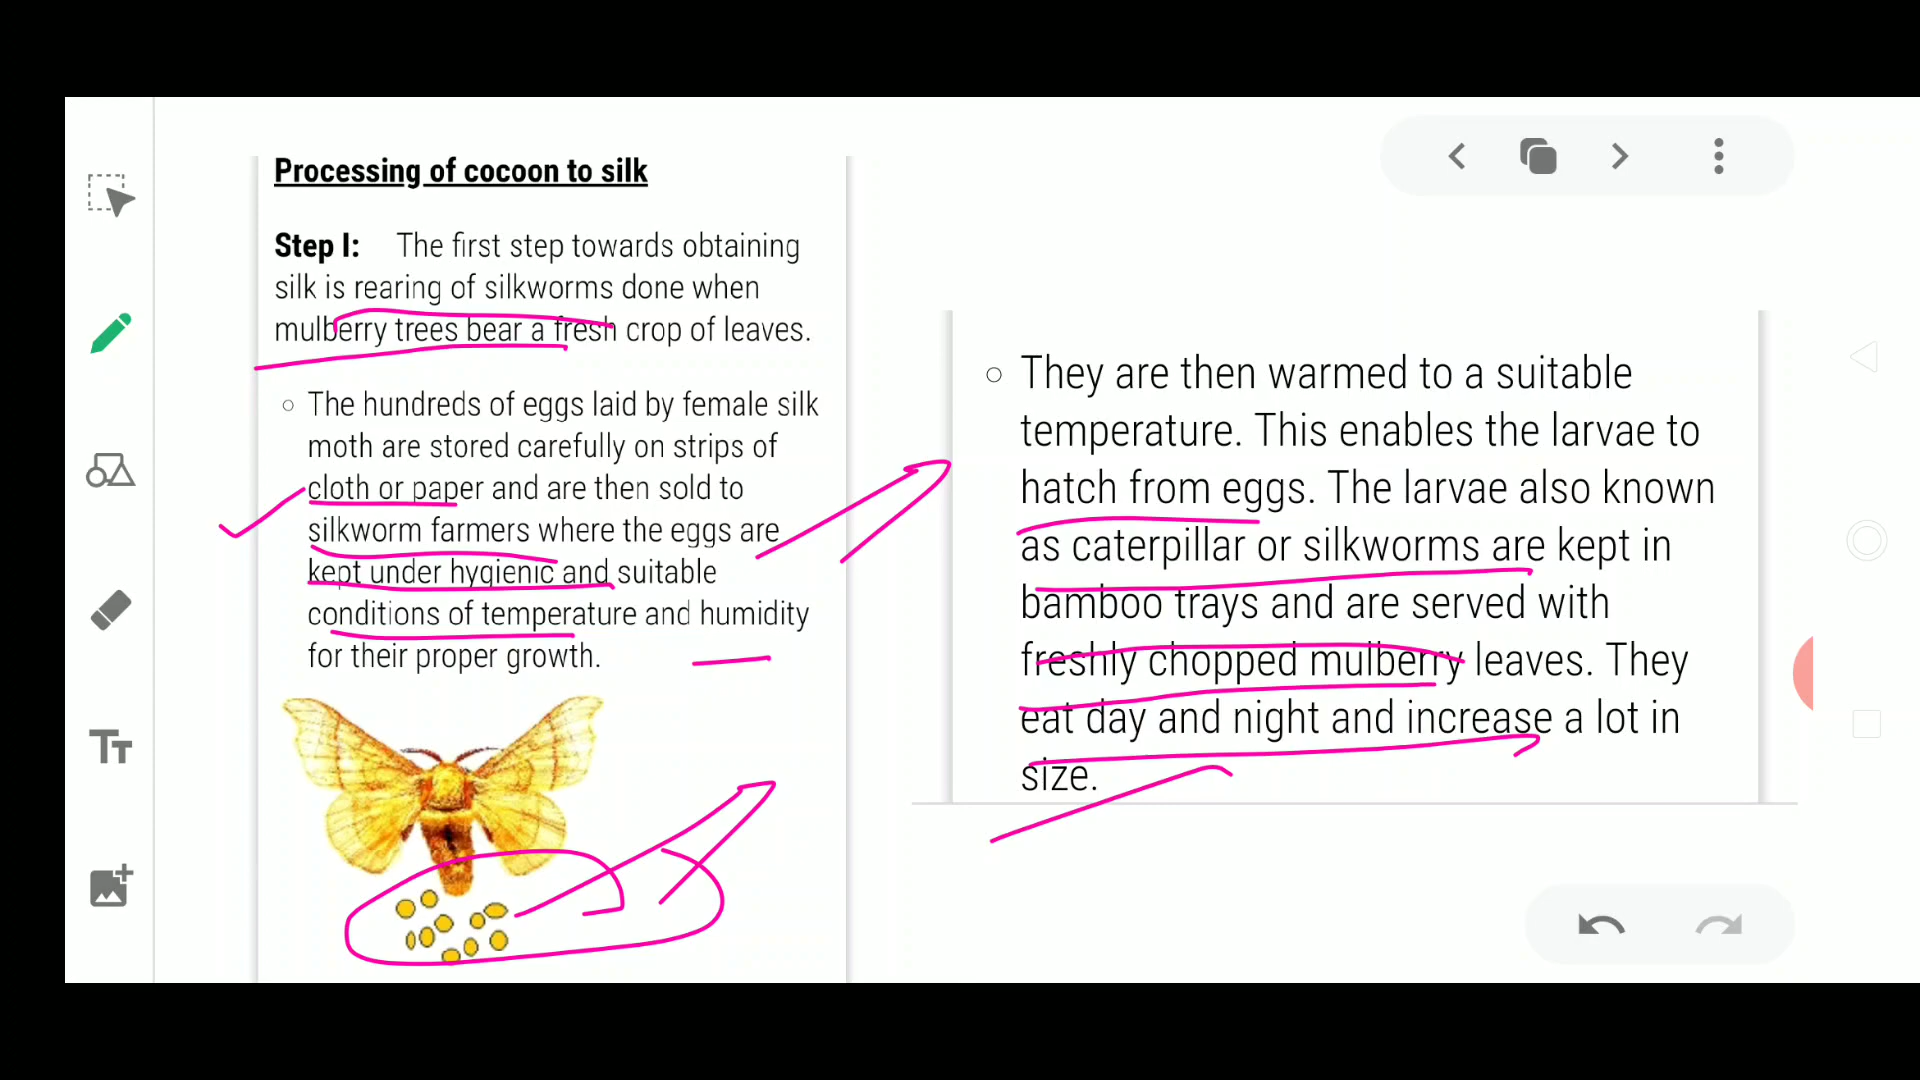 Processing of cocoon to silk
Step I: The first step towards obtaining
silk is rearing of silkworms done when
mulberry trees bear a fresh crop of leaves.
The hundreds of eggs laid by female silk
moth are stored carefully on strips of
cloth or paper and are then sold to
silkworm farmers where the eggs are
kept under hygienic and suitable
conditions of temperature and humidity
for their proper growth.
They are then warmed to a suitable
temperature. This enables the larvae to
hatch from eggs. The larvae also known
as caterpillar or silkworms are kept in
bamboo trays and are served with
freshly chopped mulberry leaves. They
eat day and night and increase a lot in
size.